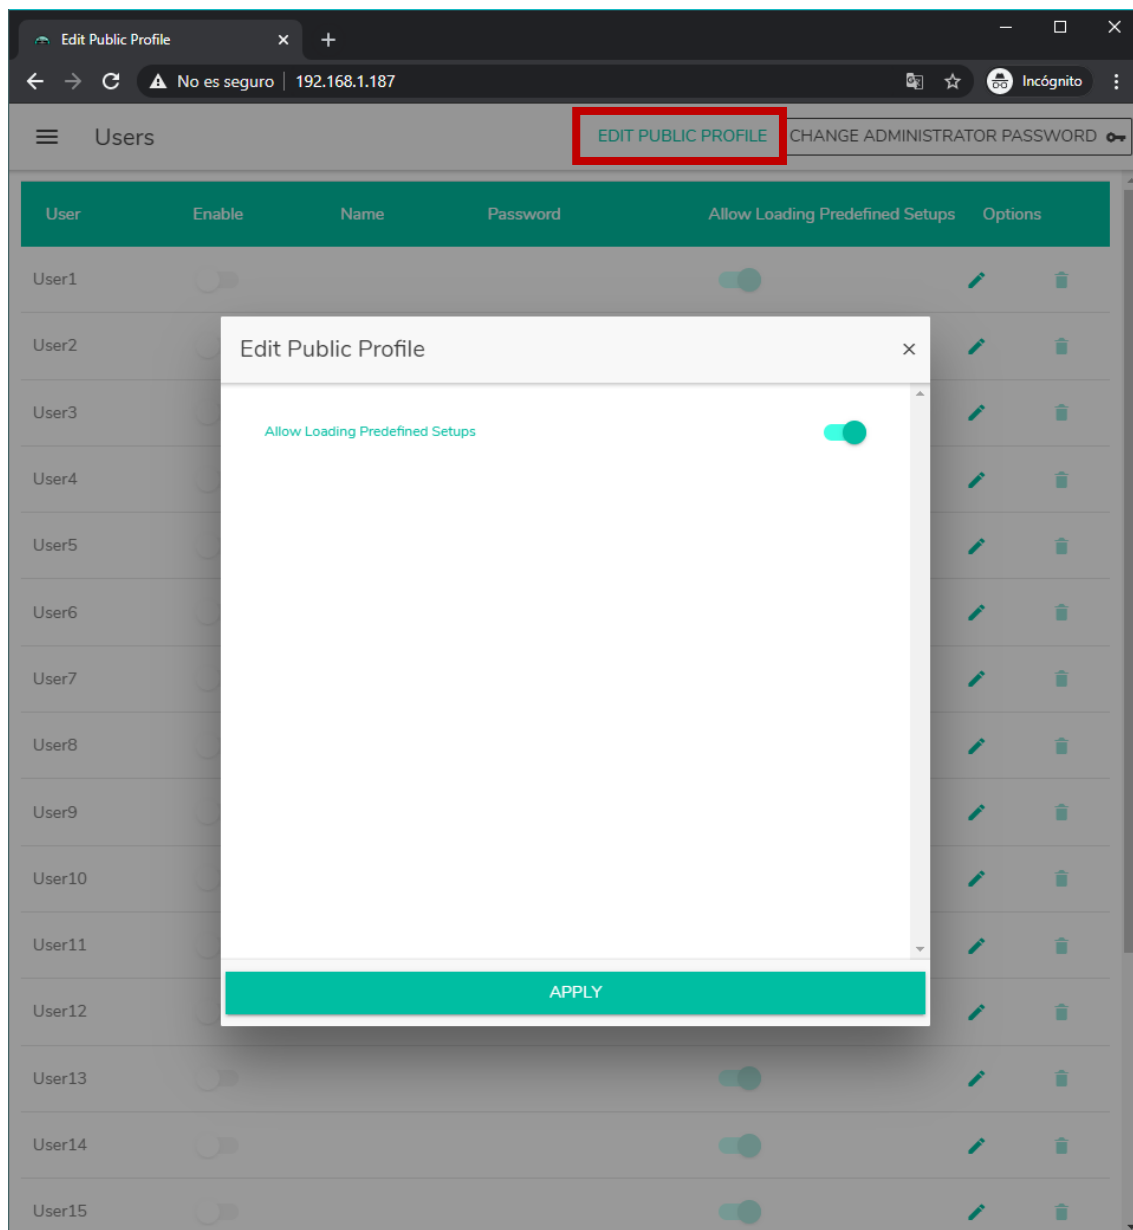 Edit Public Profile
No es seguro | 192.168.1.187
Incógnito
Users
EDIT PUBLIC PROFILE
CHANGE ADMINISTRATOR PASSWORD
User Enable Name Password Allow Loading Predefined Setups Options
User1
User2
Edit Public Profile
User3
Allow Loading Predefined Setups
User4
User5
User6
User7
User8
User9
User10
User11
APPLY
User12
User13
User14
User15